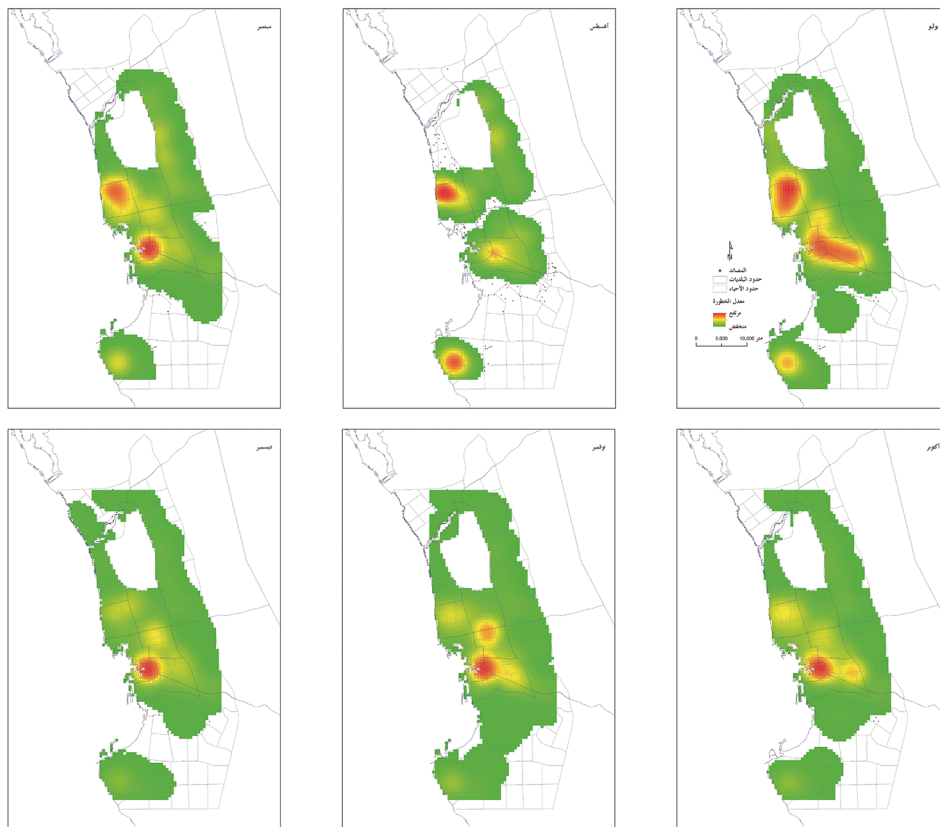 أغسطس
سبتمبر
N
المصائد
حدود البلديات
حدود الأحياء
معدل الخطورة
مرتفع
منخفض
0 5,000 10,000 متر
أكتوبر
نوفمبر
ديسمبر